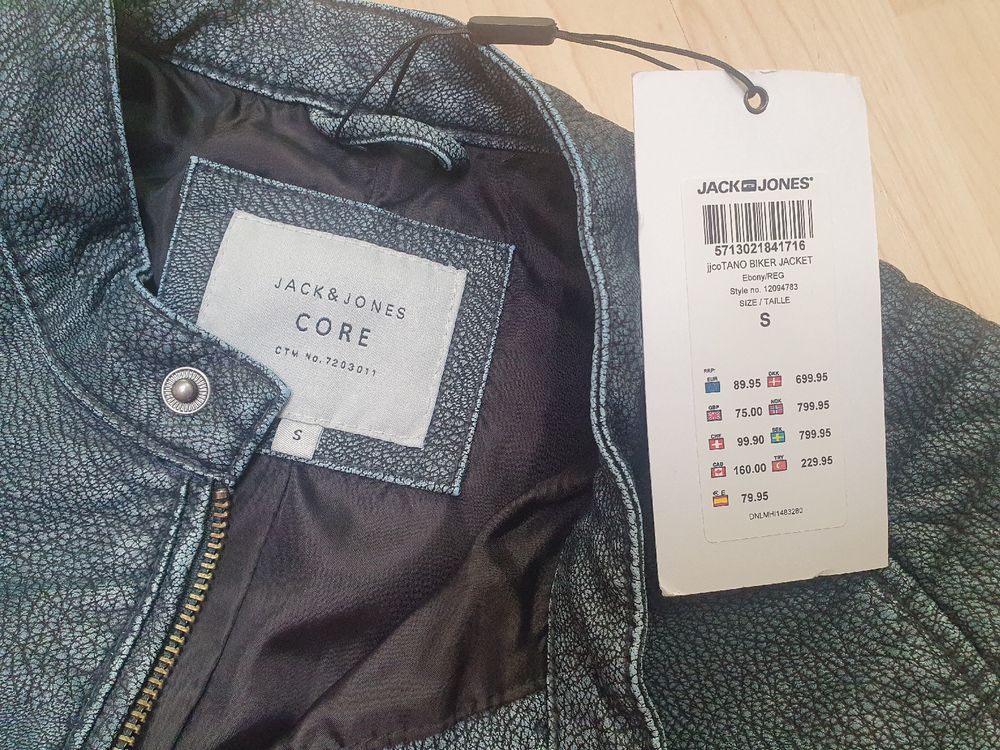 JACK & JONES
CORE
CTM No. 7203011
S
JACK JONES®
5713021841716
jjcoTANO BIKER JACKET
Ebony/REG
Style no. 12094783
SIZE / TAILLE
S
RRP:
EUR 89.95 DKK 699.95
GBP 75.00 NOK 799.95
CHF 99.90 SEK 799.95
CAD 160.00 TRY 229.95
79.95
DNLMHI1483280